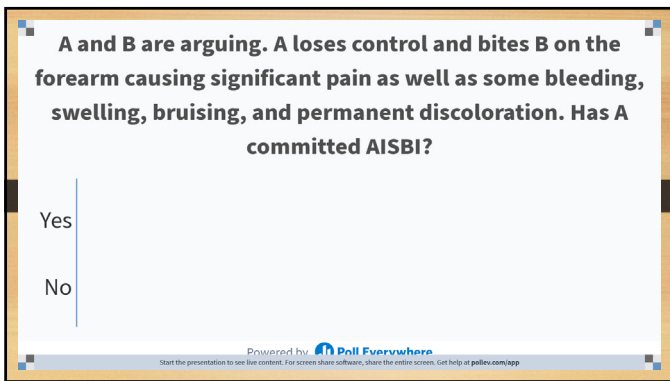 A and B are arguing. A loses control and bites B on the
forearm causing significant pain as well as some bleeding,
swelling, bruising, and permanent discoloration. Has A
committed AISBI?
Yes
No
Powered by Poll Everywhere
Start the presentation to see live content. For screen share software, share the entire screen. Get help at pollev.com/app